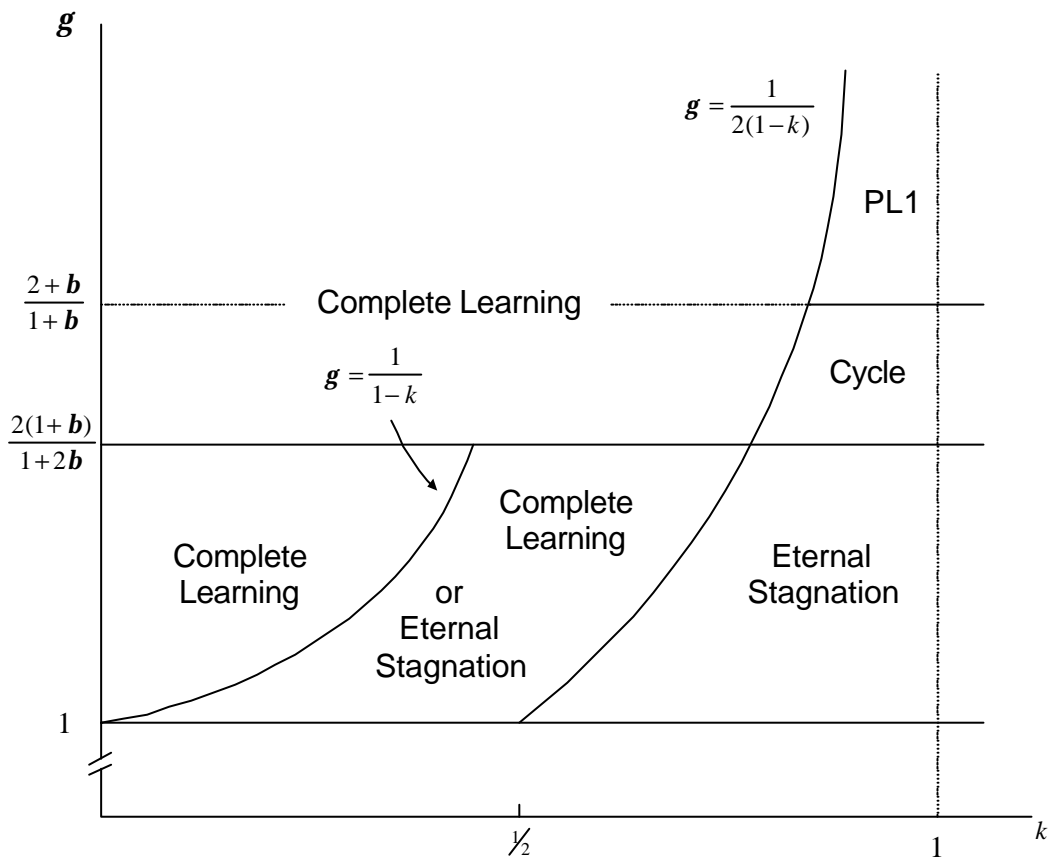 g
g = 1 / 2(1−k)
PL1
2 + b / 1 + b
Complete Learning
g = 1 / 1−k
Cycle
2(1+b) / 1+2b
Complete
Learning
Complete
Learning
or
Eternal
Stagnation
Eternal
Stagnation
1
1/2
1
k